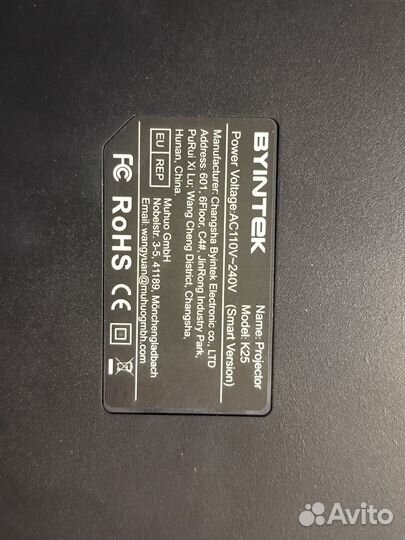 BYINTEK
Name: Projector
Model: K25
Power Voltage:AC110V~240V
(Smart Version)
Manufacturer: Changsha Byintek Electronic co., LTD
Address: 601, 6Floor, C4#, JinRong Industry Park,
PuRui Xi Lu; Wang Cheng District, Changsha,
Hunan, China.
EU REP
Muhuo GmbH
Nobelstr. 3-5, 41189, Mönchengladbach
Email: wangyuan@muhuogmbh.com
FC RoHS CE
Avito